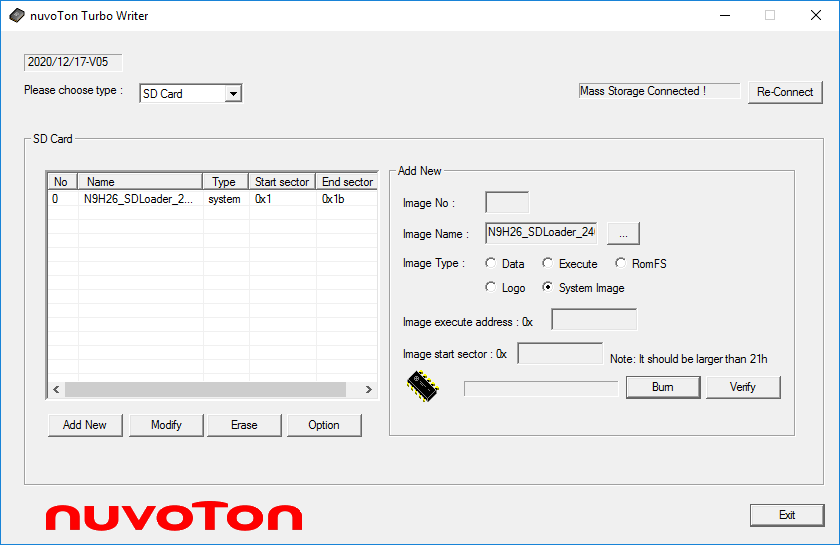 nuvoTon Turbo Writer
2020/12/17-V05
Please choose type :
SD Card
Mass Storage Connected !
Re-Connect
SD Card
No Name Type Start sector End sector
0 N9H26_SDLoader_2... system 0x1 0x1b
Add New
Image No :
Image Name : N9H26_SDLoader_24 ...
Image Type : Data Execute RomFS
Logo System Image
Image execute address : 0x
Image start sector : 0x
Note: It should be larger than 21h
Burn Verify
Add New Modify Erase Option
nuvoTon
Exit